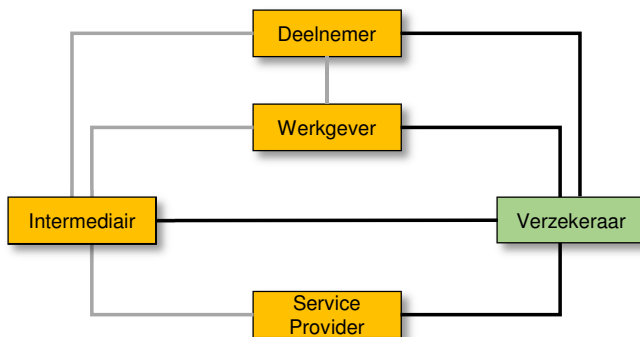 Deelnemer
Werkgever
Intermediair
Verzekeraar
Service
Provider